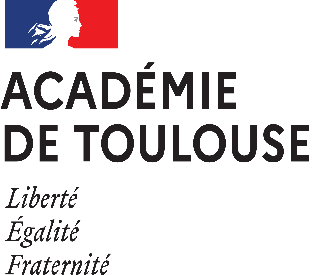 ACADÉMIE
DE TOULOUSE
Liberté
Égalité
Fraternité